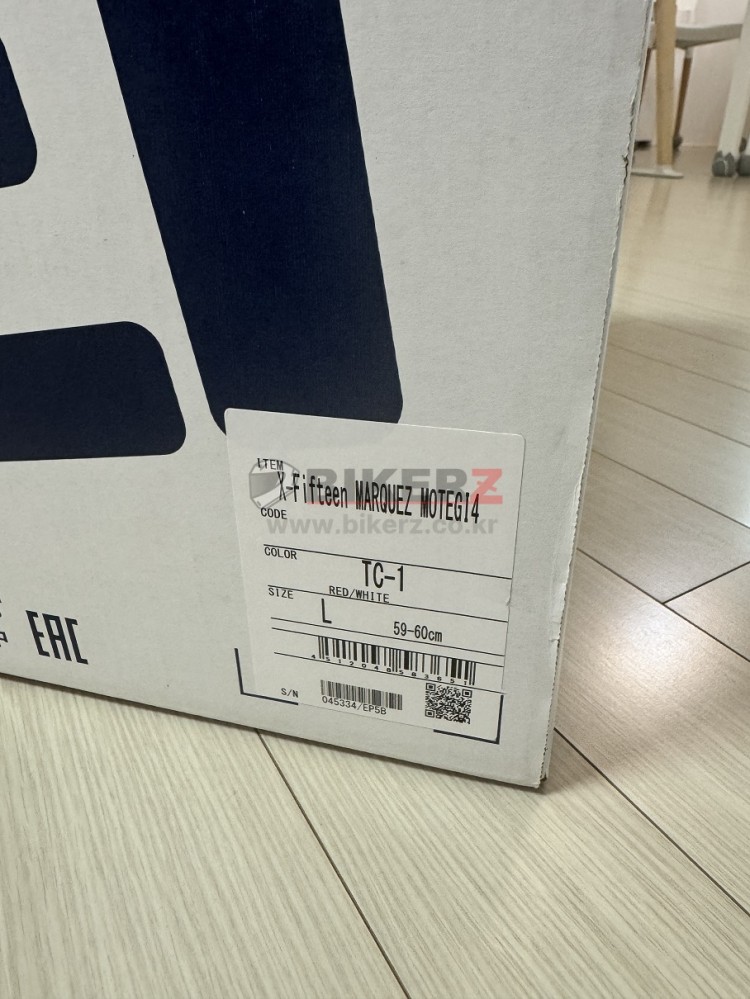 ITEM
BIKERZ
X-Fifteen MARQUEZ MOTEGI4
www.bikerz.co.kr
CODE
COLOR
TC-1
RED/WHITE
SIZE
L
59-60cm
4512048583651
S/N
045334/EP5B
EAC